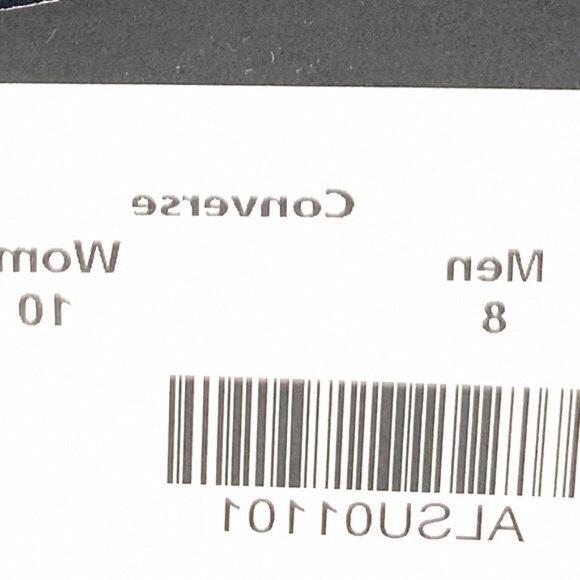 Converse
Men Wom
8 10
ALSU01101